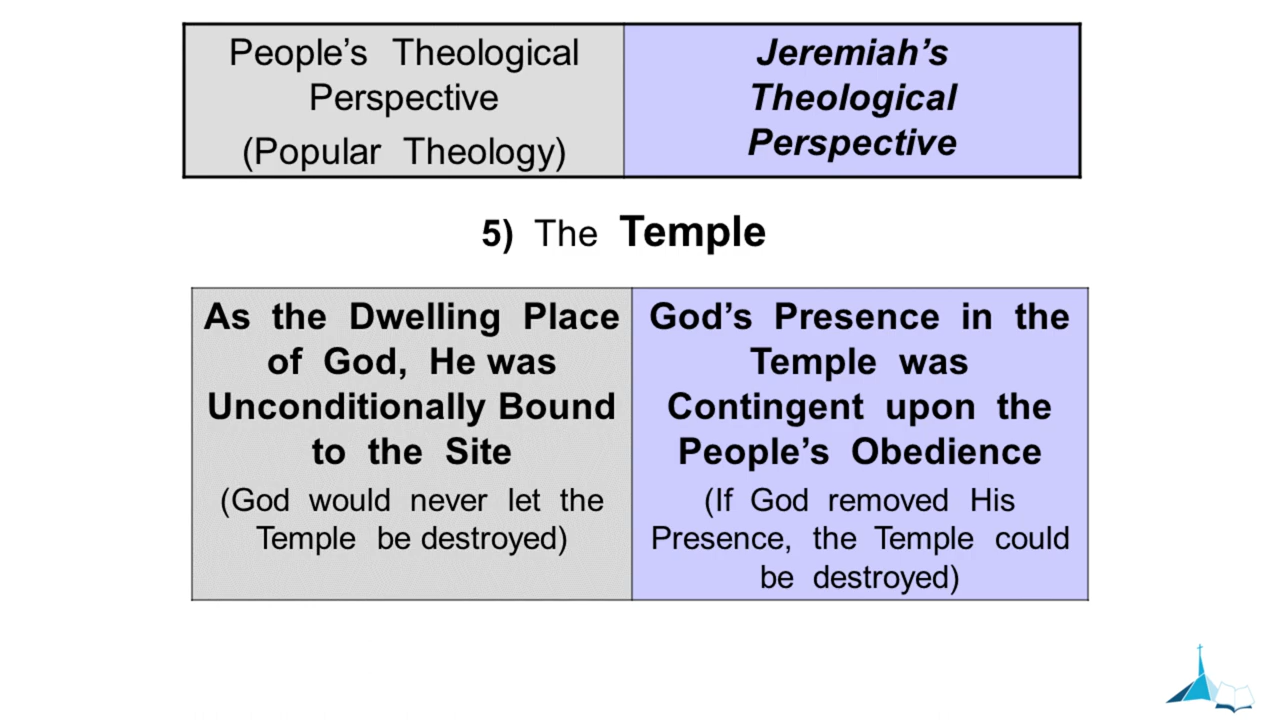 People's Theological
Perspective
(Popular Theology)
Jeremiah's
Theological
Perspective
5) The Temple
As the Dwelling Place
of God, He was
Unconditionally Bound
to the Site
(God would never let the
Temple be destroyed)
God's Presence in the
Temple was
Contingent upon the
People's Obedience
(If God removed His
Presence, the Temple could
be destroyed)